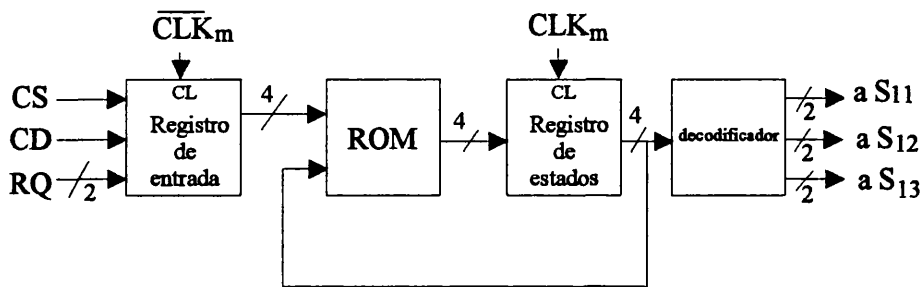 CLKₘ CLKₘ
CS
CD
RQ
2
CL
Registro
de
entrada
4
ROM
4
CL
Registro
de
estados
4
decodificador
2
a S₁₁
2
a S₁₂
2
a S₁₃